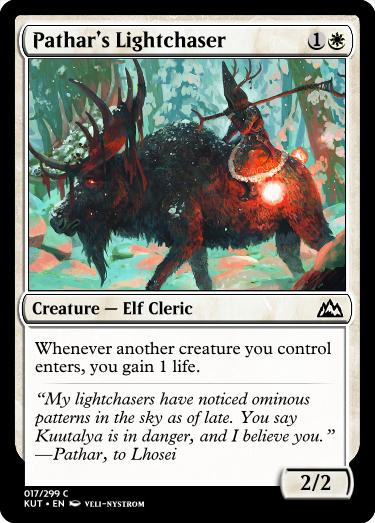 Pathar's Lightchaser 1
Creature — Elf Cleric
Whenever another creature you control
enters, you gain 1 life.
“My lightchasers have noticed ominous
patterns in the sky as of late. You say
Kuutalya is in danger, and I believe you.”
—Pathar, to Lhosei
2/2
017/299 C
KUT • EN VELI-NYSTROM